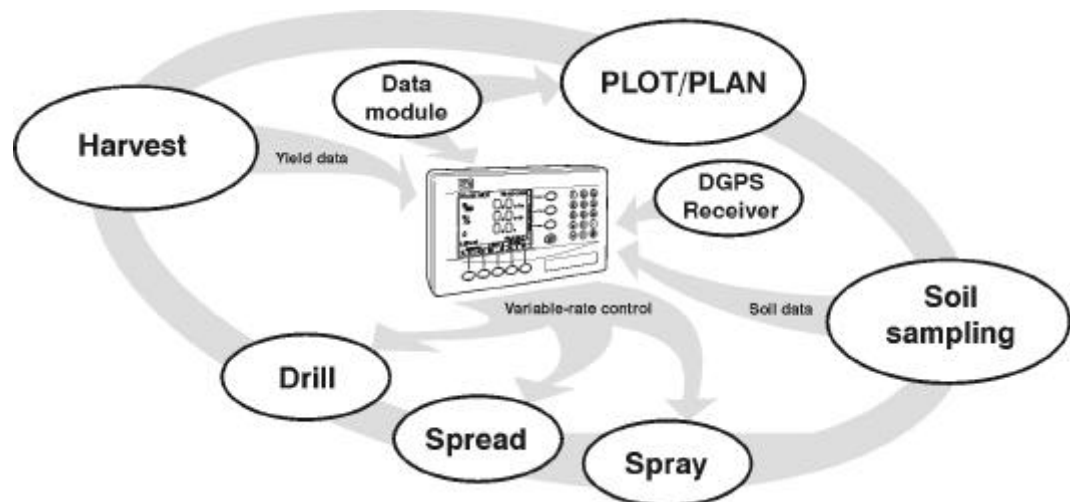 PLOT/PLAN
Data
module
Harvest
Yield data
DGPS
Receiver
Soil
sampling
Variable-rate control
Soil data
Drill
Spread
Spray